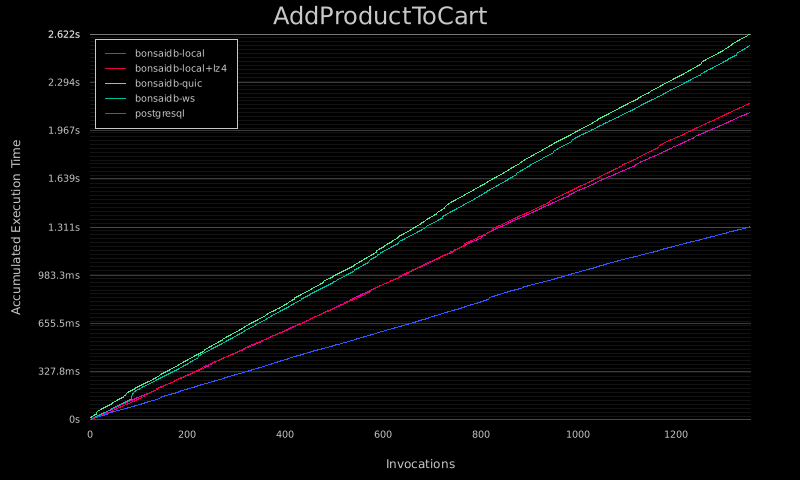 AddProductToCart
2.622s
2.294s
1.967s
1.639s
1.311s
983.3ms
655.5ms
327.8ms
0s
Accumulated Execution Time
bonsaidb-local
bonsaidb-local+lz4
bonsaidb-quic
bonsaidb-ws
postgresql
0 200 400 600 800 1000 1200
Invocations